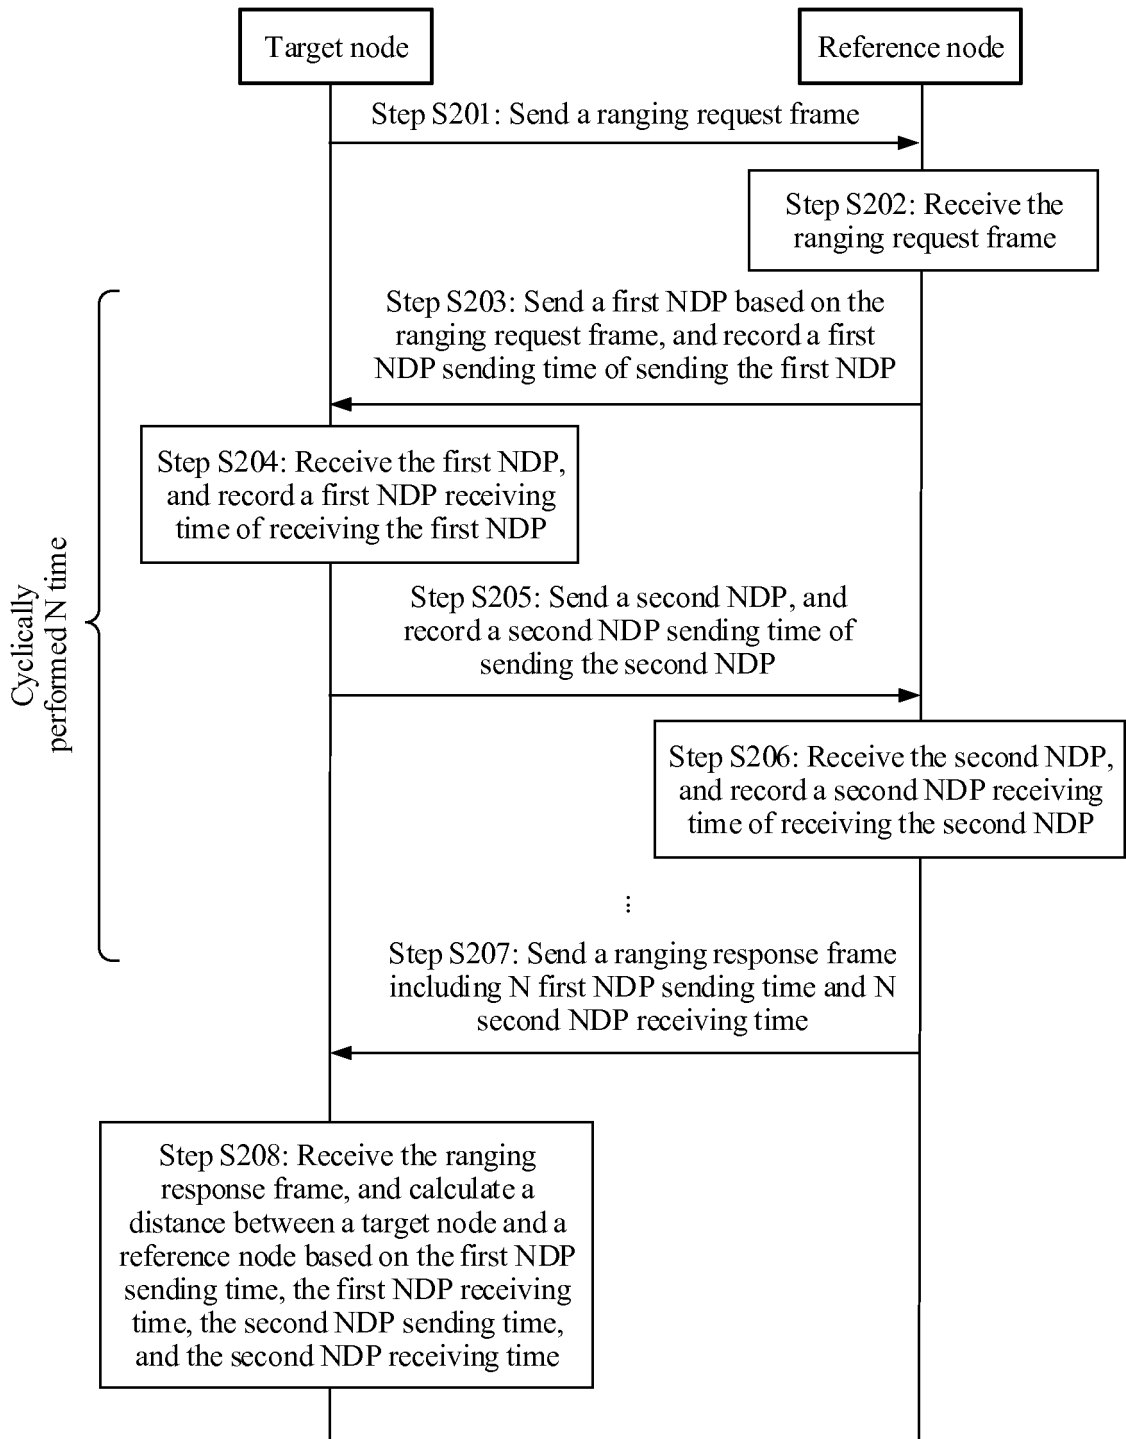 Target node
Reference node
Step S201: Send a ranging request frame
Step S202: Receive the
ranging request frame
Step S203: Send a first NDP based on the
ranging request frame, and record a first
NDP sending time of sending the first NDP
Step S204: Receive the first NDP,
and record a first NDP receiving
time of receiving the first NDP
Cyclically
performed N time
Step S205: Send a second NDP, and
record a second NDP sending time of
sending the second NDP
Step S206: Receive the second NDP,
and record a second NDP receiving
time of receiving the second NDP
⋮
Step S207: Send a ranging response frame
including N first NDP sending time and N
second NDP receiving time
Step S208: Receive the ranging
response frame, and calculate a
distance between a target node and a
reference node based on the first NDP
sending time, the first NDP receiving
time, the second NDP sending time,
and the second NDP receiving time